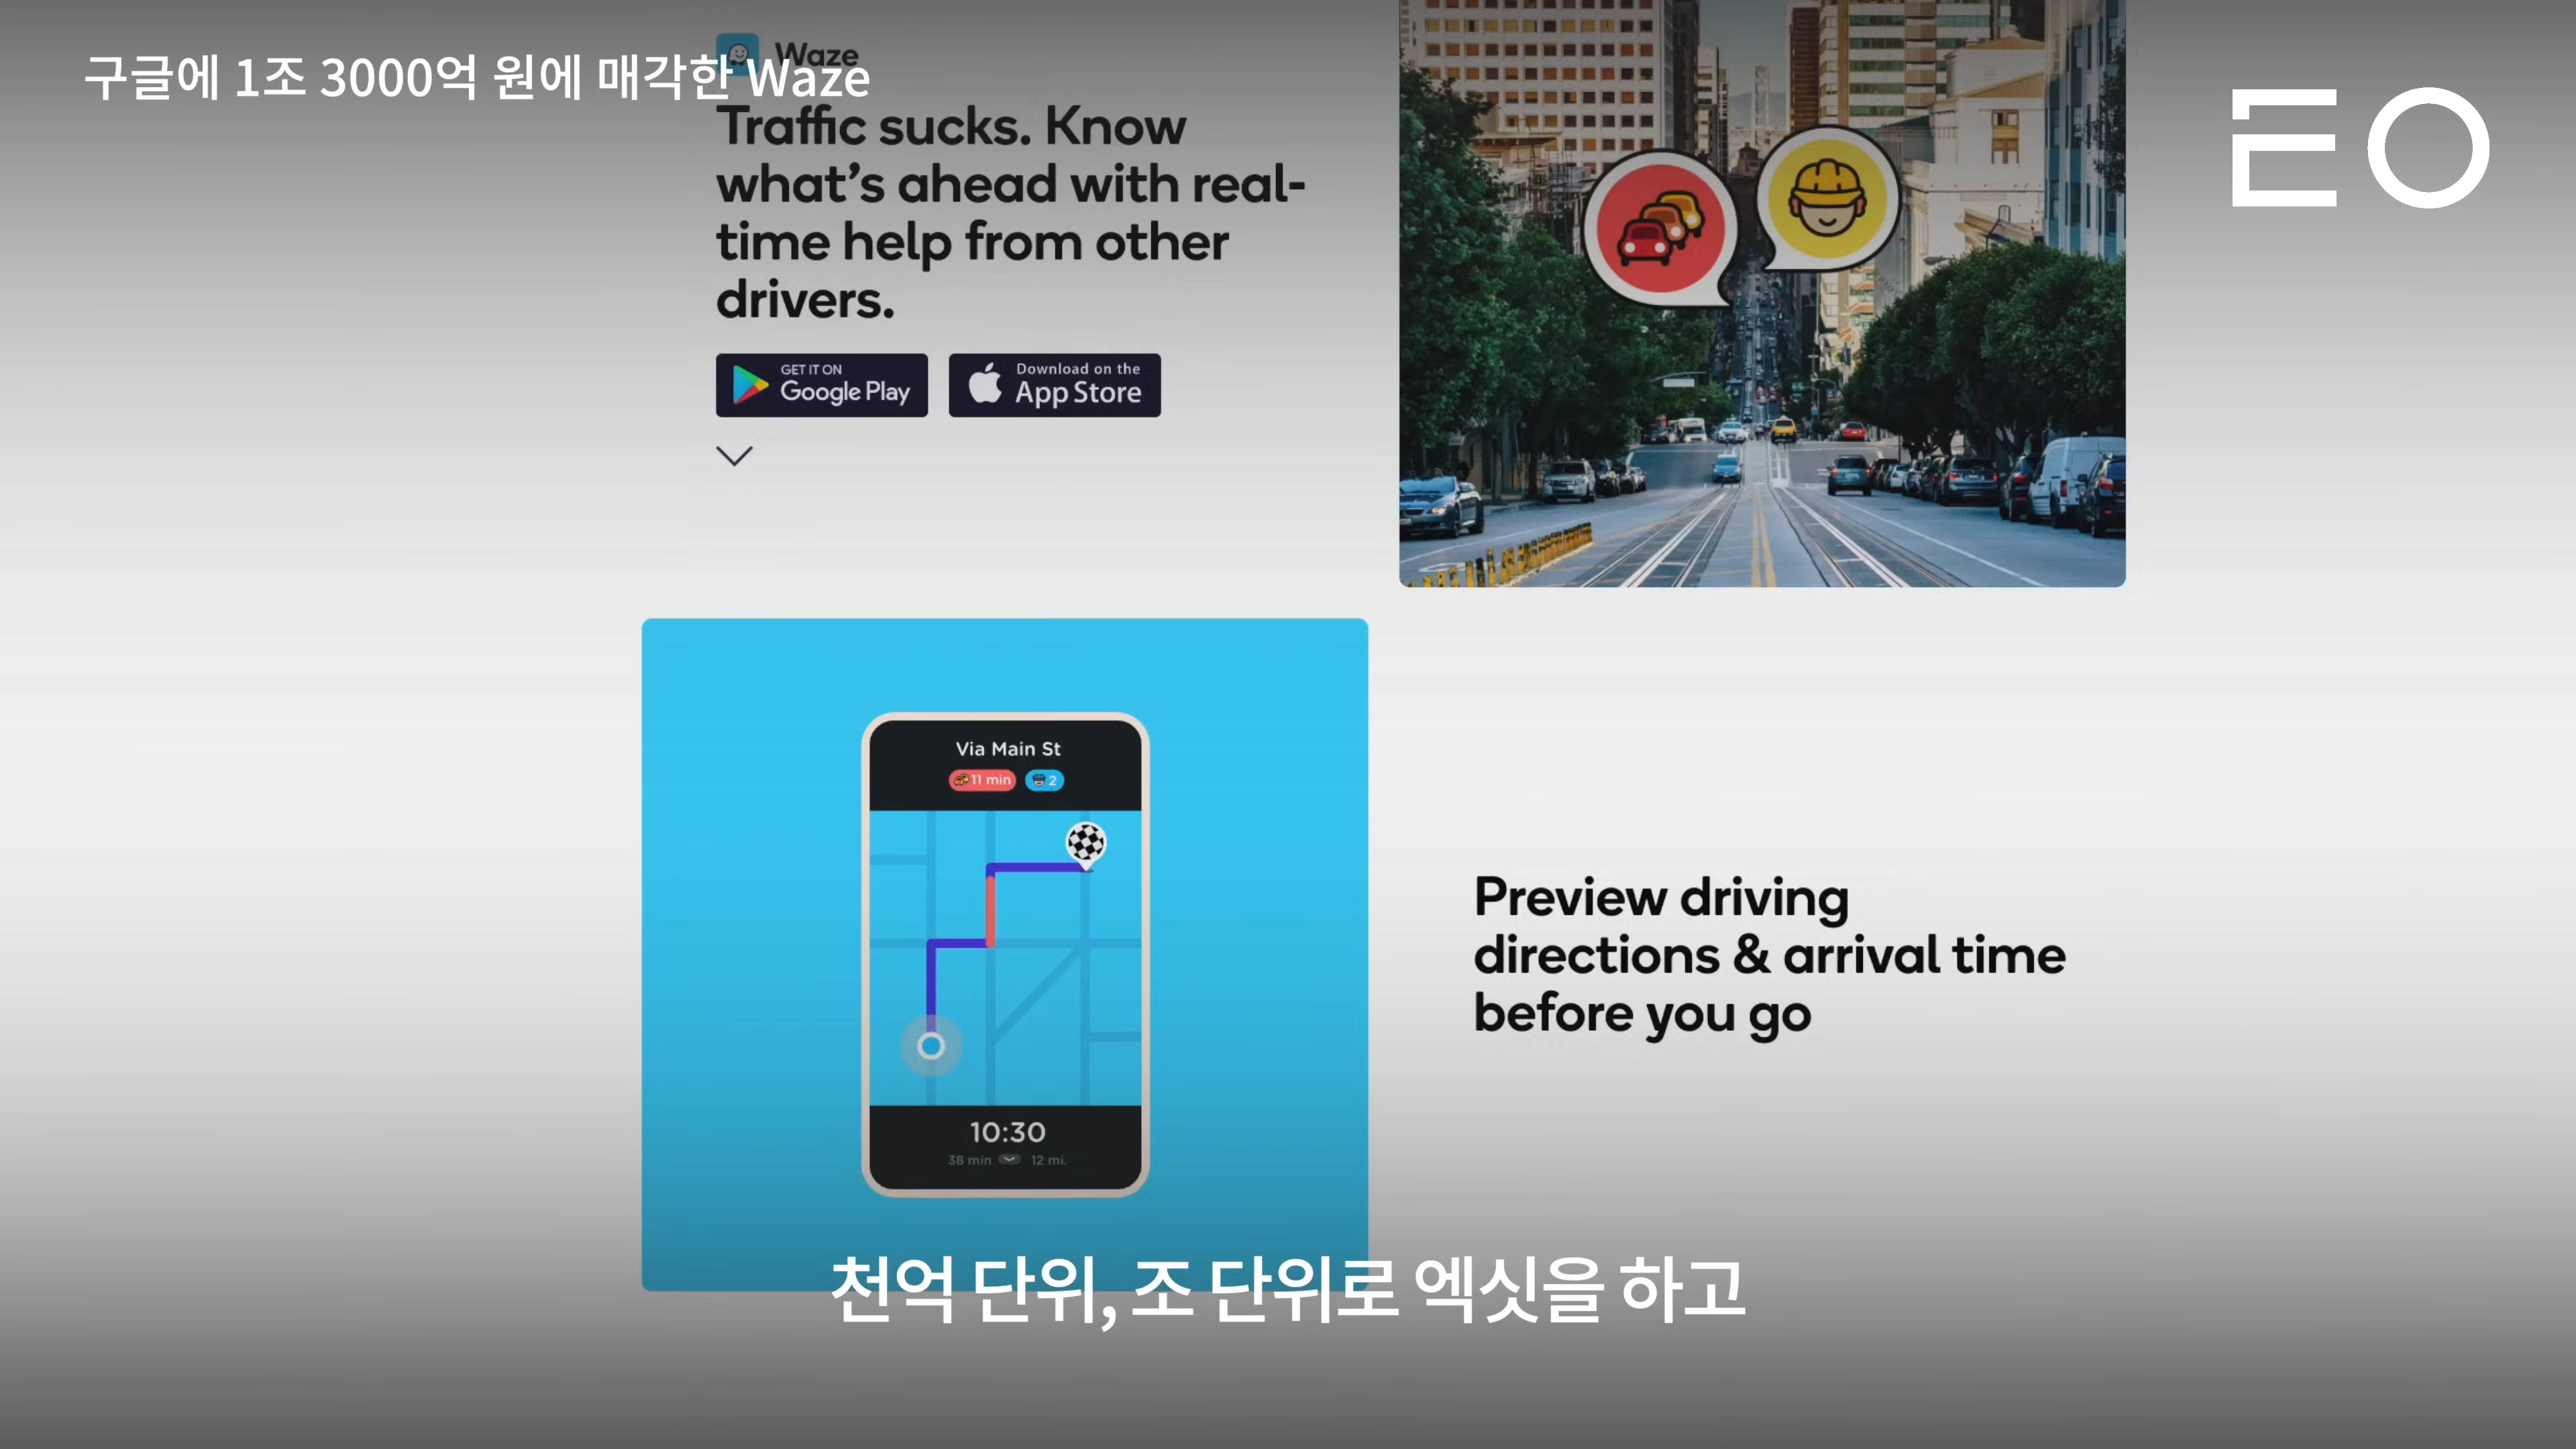 구글에 1조 3000억 원에 매각한 Waze
EO
Waze
Traffic sucks. Know
what's ahead with real-
time help from other
drivers.
GET IT ON
Google Play
Download on the
App Store
Via Main St
11 min
2
10:30
38 min
12 mi.
Preview driving
directions & arrival time
before you go
천억 단위, 조 단위로 엑싯을 하고